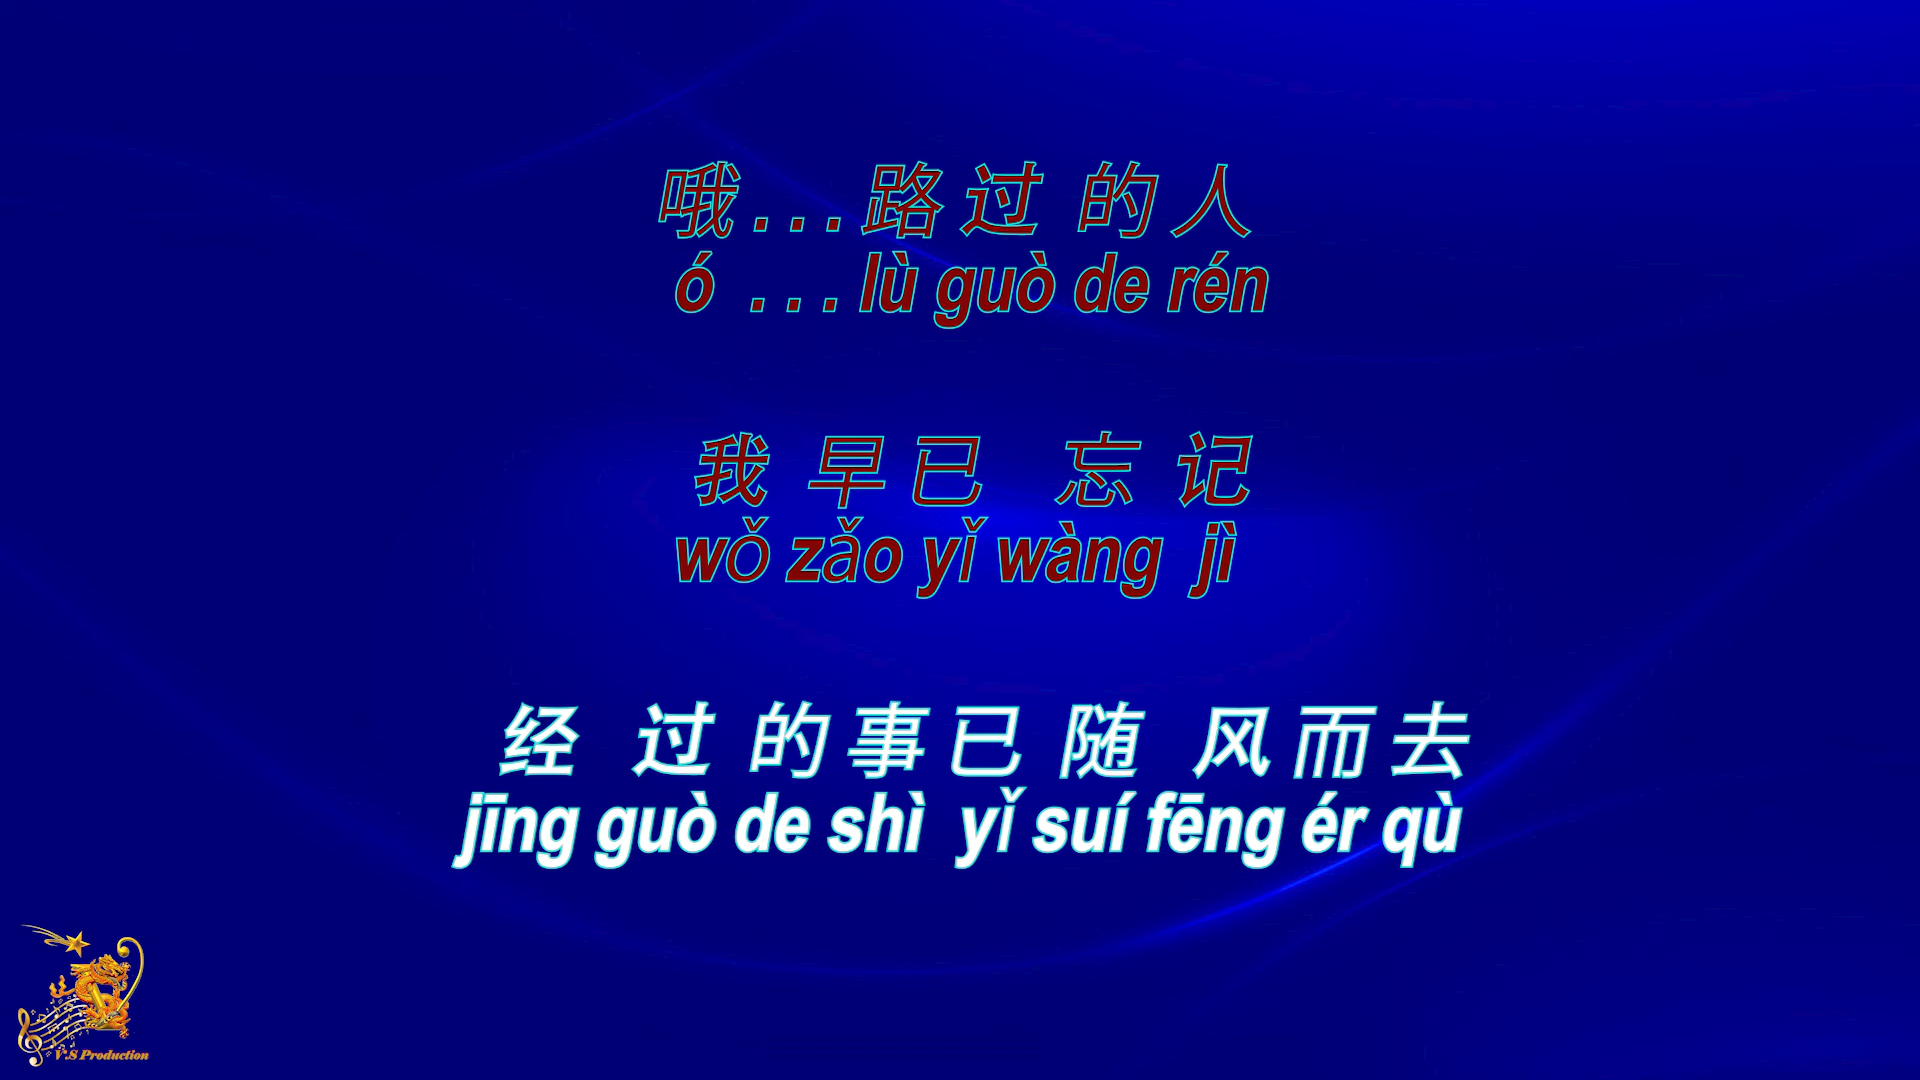 哦...路过的人
ó ...lù guò de rén
我早已忘记
wǒ zǎo yǐ wàng jì
经过的事已随风而去
jīng guò de shì yǐ suí fēng ér qù
V.S Production